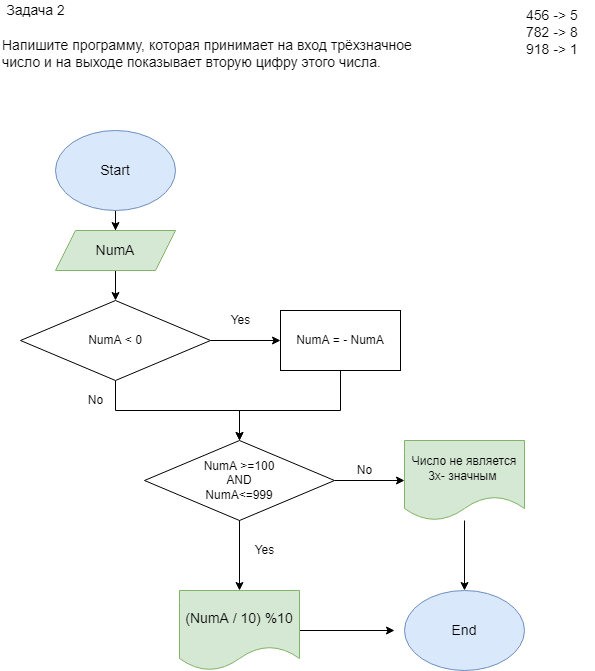 Задача 2
456 -> 5
782 -> 8
918 -> 1
Напишите программу, которая принимает на вход трёхзначное
число и на выходе показывает вторую цифру этого числа.
Start
NumA
NumA < 0
Yes
NumA = - NumA
No
NumA >=100
AND
NumA<=999
No
Число не является
3х- значным
Yes
(NumA / 10) %10
End